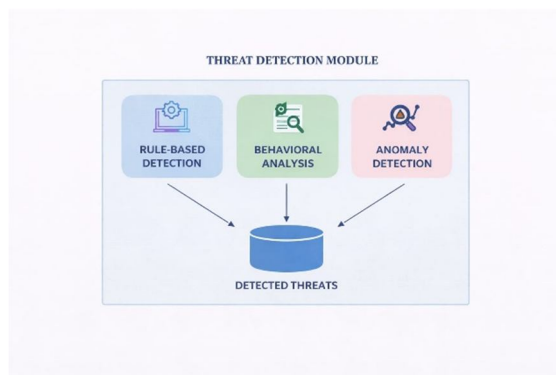 THREAT DETECTION MODULE
RULE-BASED
DETECTION
BEHAVIORAL
ANALYSIS
ANOMALY
DETECTION
DETECTED THREATS